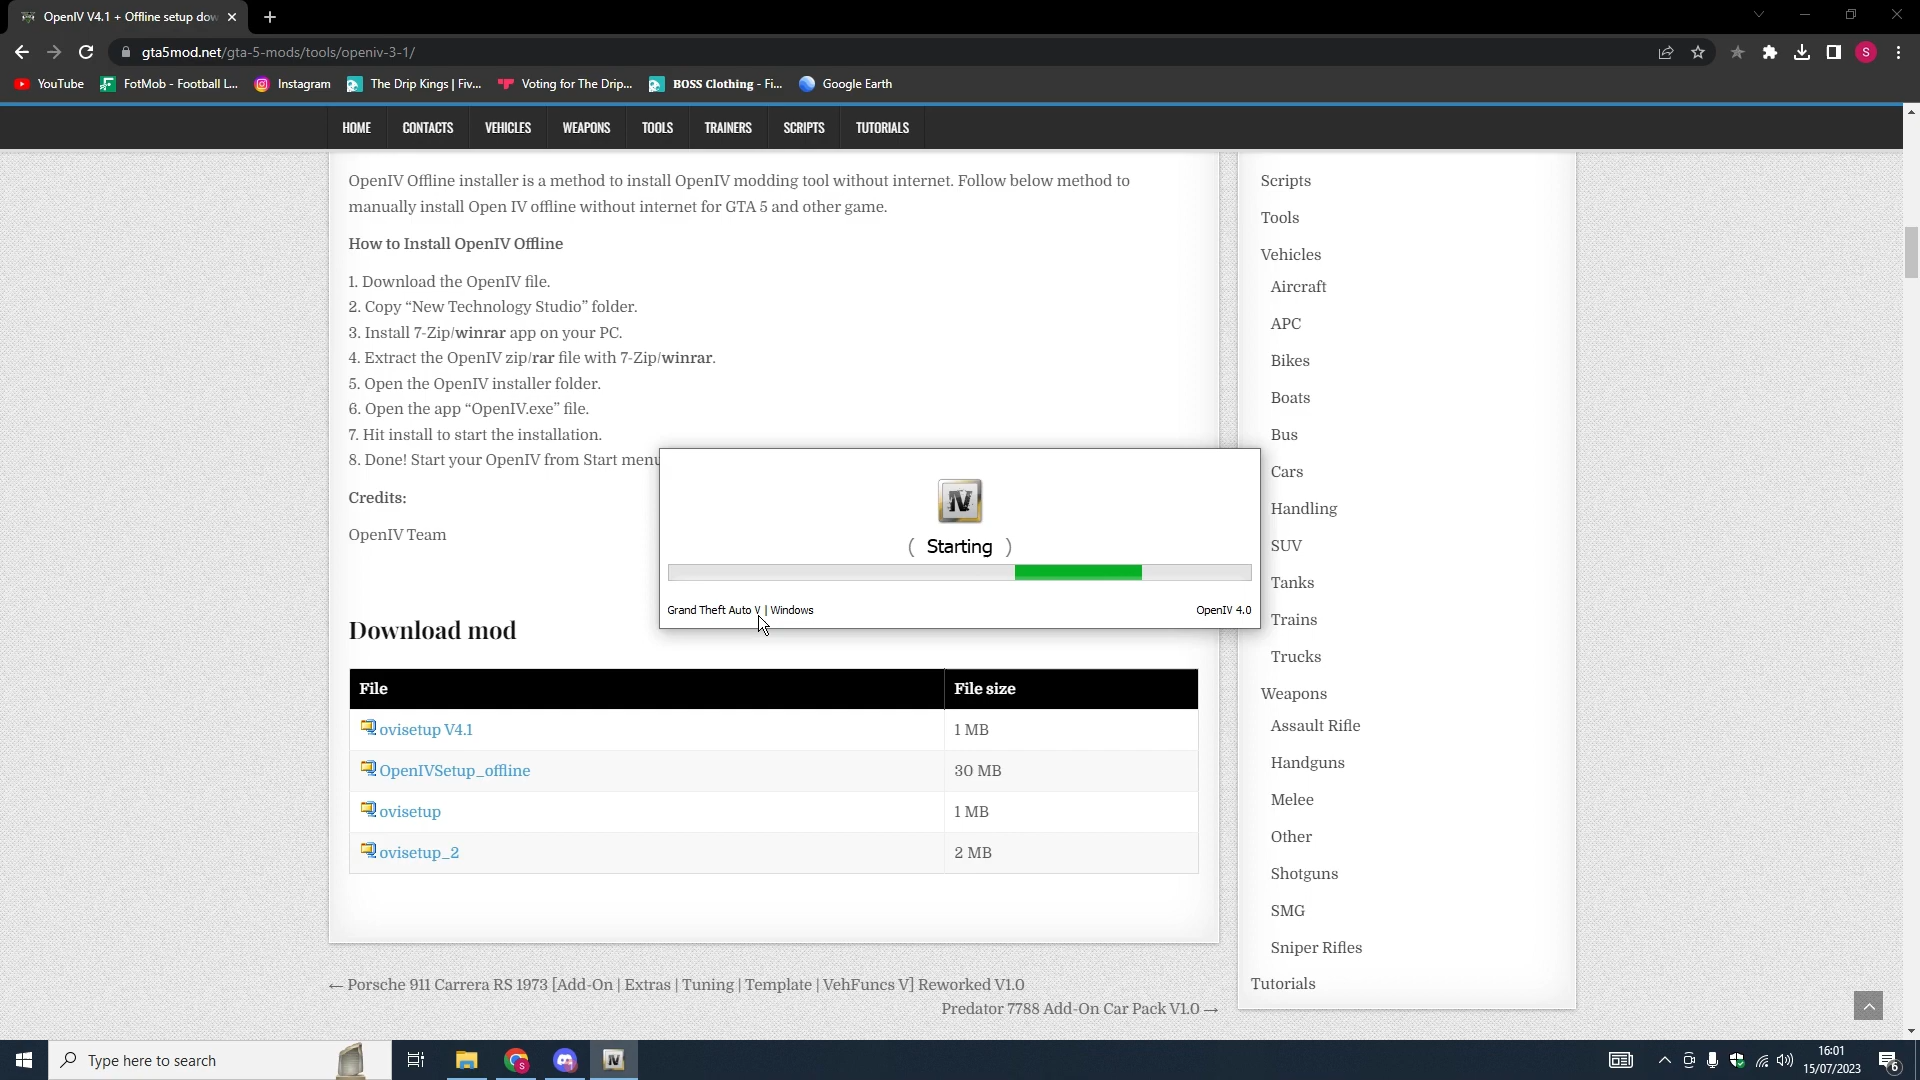 OpenIV V4.1 + Offline setup dow
gta5mod.net/gta-5-mods/tools/openiv-3-1/
S
YouTube
FotMob - Football L...
Instagram
The Drip Kings | Fiv...
Voting for The Drip...
BOSS Clothing - Fi...
Google Earth
HOME
CONTACTS
VEHICLES
WEAPONS
TOOLS
TRAINERS
SCRIPTS
TUTORIALS
OpenIV Offline installer is a method to install OpenIV modding tool without internet. Follow below method to
manually install Open IV offline without internet for GTA 5 and other game.
How to Install OpenIV Offline
1. Download the OpenIV file.
2. Copy “New Technology Studio” folder.
3. Install 7-Zip/winrar app on your PC.
4. Extract the OpenIV zip/rar file with 7-Zip/winrar.
5. Open the OpenIV installer folder.
6. Open the app “OpenIV.exe” file.
7. Hit install to start the installation.
8. Done! Start your OpenIV from Start menu
Credits:
OpenIV Team
IV
( Starting )
Grand Theft Auto V | Windows
OpenIV 4.0
Download mod
File
File size
ovisetup V4.1
1 MB
OpenIVSetup_offline
30 MB
ovisetup
1 MB
ovisetup_2
2 MB
← Porsche 911 Carrera RS 1973 [Add-On | Extras | Tuning | Template | VehFuncs V] Reworked V1.0
Predator 7788 Add-On Car Pack V1.0 →
Scripts
Tools
Vehicles
Aircraft
APC
Bikes
Boats
Bus
Cars
Handling
SUV
Tanks
Trains
Trucks
Weapons
Assault Rifle
Handguns
Melee
Other
Shotguns
SMG
Sniper Rifles
Tutorials
Type here to search
S
IV
16:01
15/07/2023
6